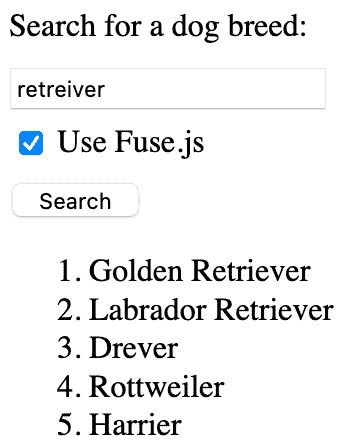 Search for a dog breed:
retreiver
Use Fuse.js
Search
1. Golden Retriever
2. Labrador Retriever
3. Drever
4. Rottweiler
5. Harrier